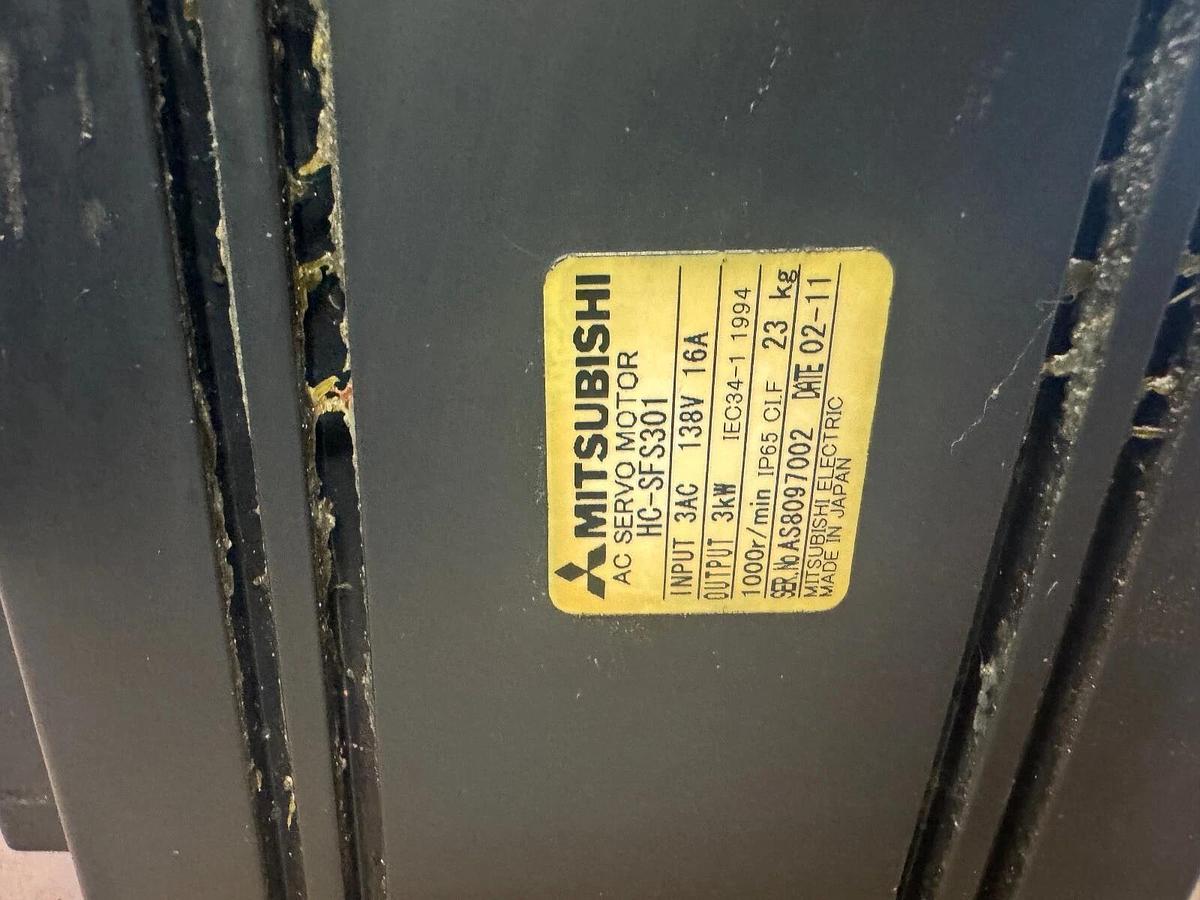 MITSUBISHI
AC SERVO MOTOR
HC-SFS301
INPUT 3AC 138V 16A
OUTPUT 3kW IEC34-1 1994
1000r/min IP65 CI.F 23 kg
SER.No AS8097002 DATE 02-11
MITSUBISHI ELECTRIC
MADE IN JAPAN